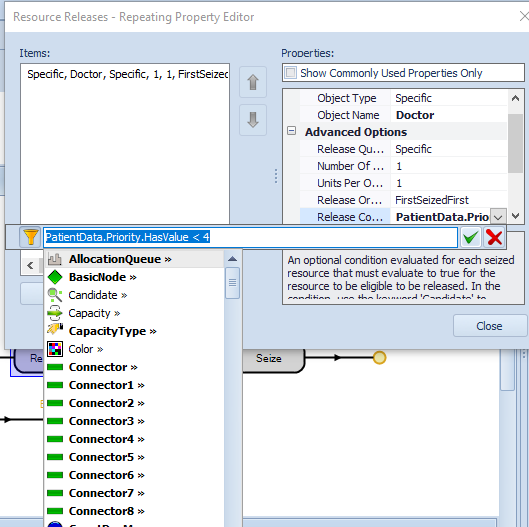 Resource Releases - Repeating Property Editor
Items:
Properties:
Specific, Doctor, Specific, 1, 1, FirstSeized
Show Commonly Used Properties Only
Object Type Specific
Object Name Doctor
Advanced Options
Release Qu... Specific
Number Of ... 1
Units Per O... 1
Release Or... FirstSeizedFirst
Release Co... PatientData.Prio
PatientData.Priority.HasValue < 4
AllocationQueue »
BasicNode »
Candidate »
Capacity »
CapacityType »
Color »
Connector »
Connector1 »
Connector2 »
Connector3 »
Connector4 »
Connector5 »
Connector6 »
Connector7 »
Connector8 »
An optional condition evaluated for each seized
resource that must evaluate to true for the
resource to be eligible to be released. In the
condition, use the keyword 'Candidate' to
Close
Re
Seize